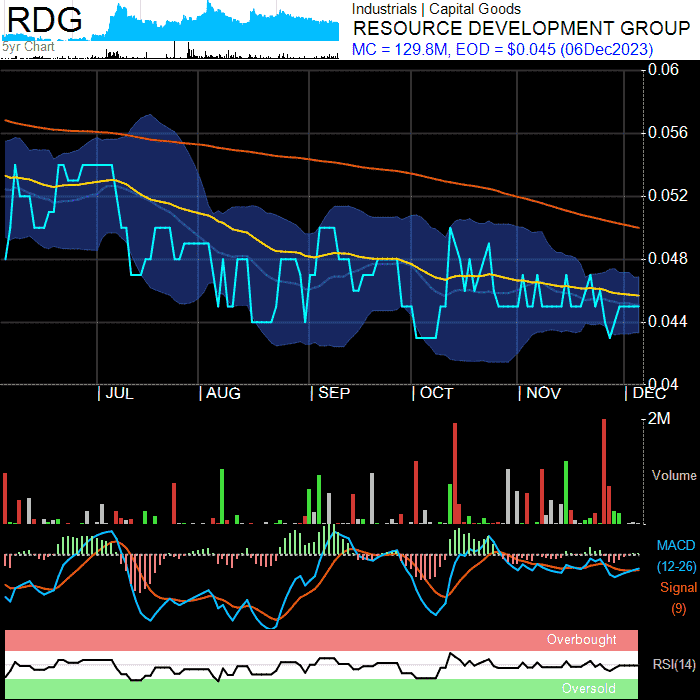 RDG
5yr Chart
Industrials | Capital Goods
RESOURCE DEVELOPMENT GROUP
MC = 129.8M, EOD = $0.045 (06Dec2023)
0.06
0.056
0.052
0.048
0.044
0.04
| JUL | AUG | SEP | OCT | NOV | DEC
2M
Volume
MACD
(12-26)
Signal
(9)
Overbought
RSI(14)
Oversold